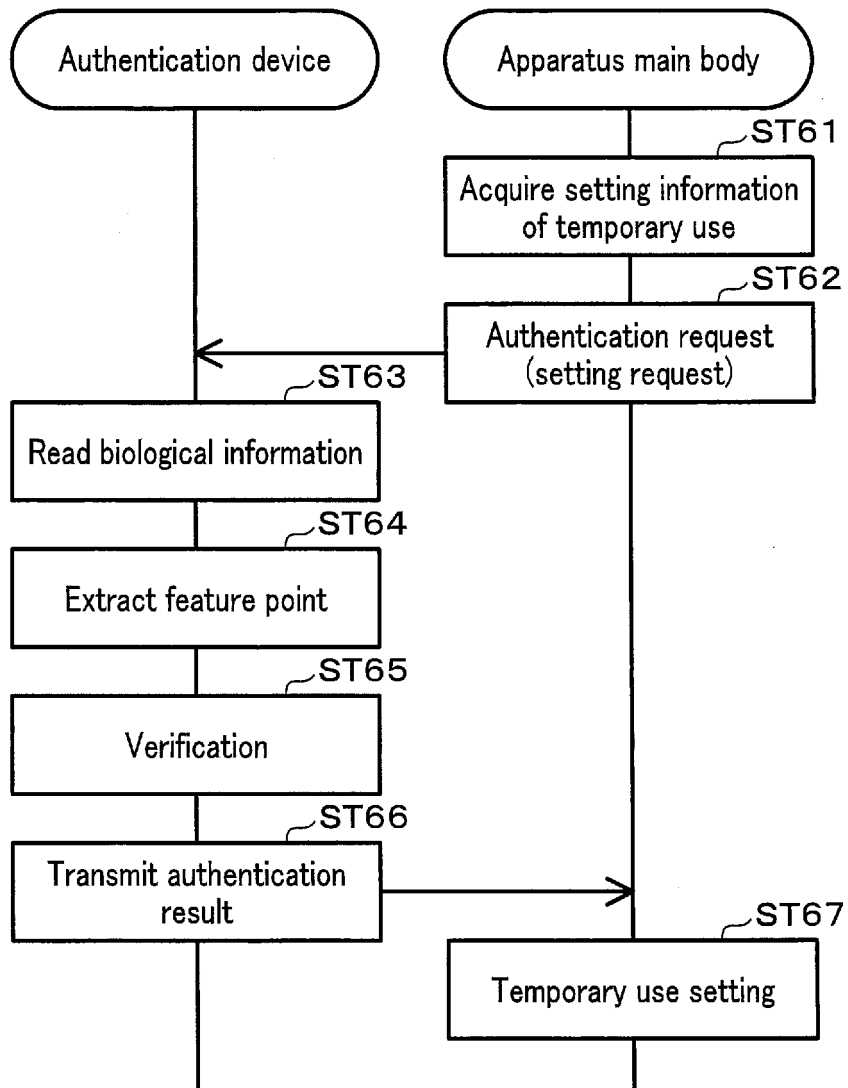 Authentication device
Apparatus main body
ST61
Acquire setting information
of temporary use
ST62
Authentication request
(setting request)
ST63
Read biological information
ST64
Extract feature point
ST65
Verification
ST66
Transmit authentication
result
ST67
Temporary use setting